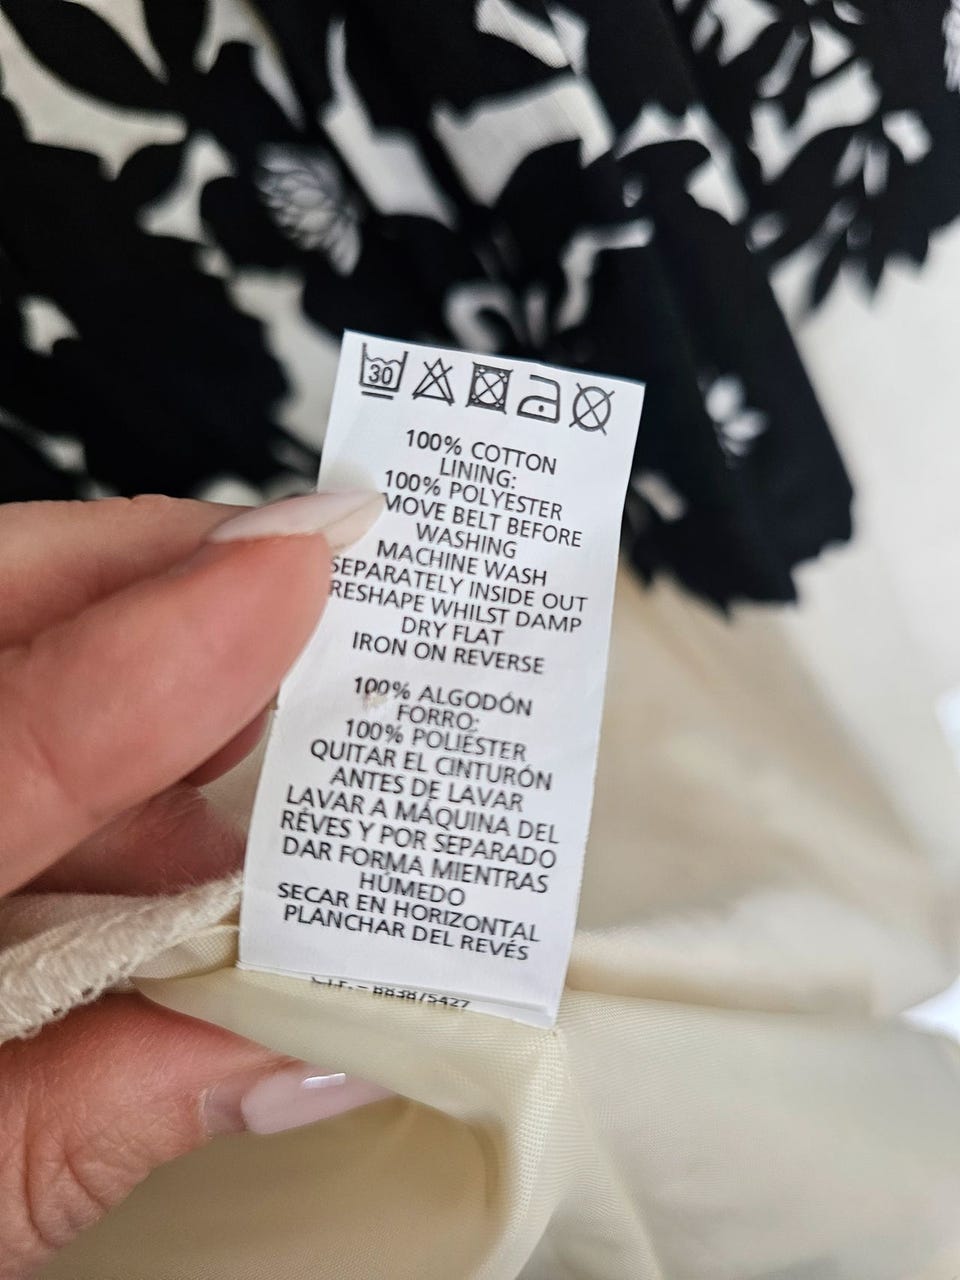 30
100% COTTON
LINING:
100% POLYESTER
MOVE BELT BEFORE
WASHING
MACHINE WASH
SEPARATELY INSIDE OUT
RESHAPE WHILST DAMP
DRY FLAT
IRON ON REVERSE
100% ALGODÓN
FORRO:
100% POLIÉSTER
QUITAR EL CINTURÓN
ANTES DE LAVAR
LAVAR A MÁQUINA DEL
RÉVES Y POR SEPARADO
DAR FORMA MIENTRAS
HÚMEDO
SECAR EN HORIZONTAL
PLANCHAR DEL REVÉS